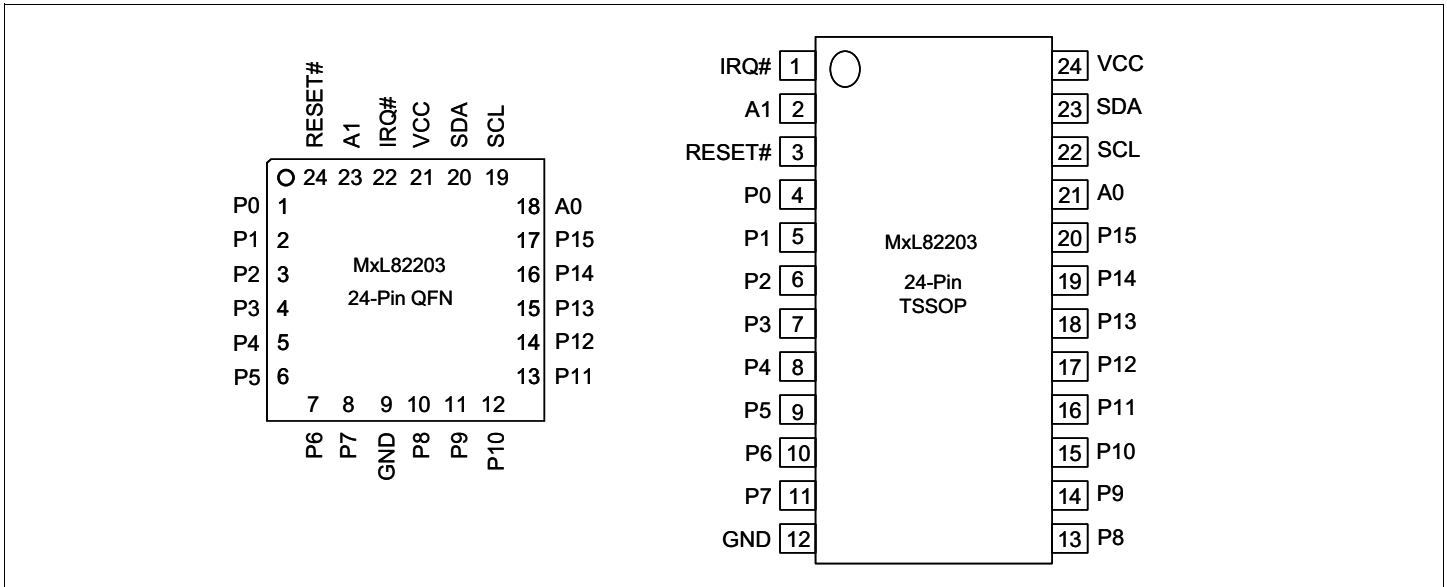 RESET# A1 IRQ# VCC SDA SCL
24 23 22 21 20 19
P0 1 18 A0
P1 2 17 P15
P2 3 16 P14
P3 4 15 P13
P4 5 14 P12
P5 6 13 P11
MxL82203
24-Pin QFN
7 8 9 10 11 12
P6 P7 GND P8 P9 P10
IRQ# 1 24 VCC
A1 2 23 SDA
RESET# 3 22 SCL
P0 4 21 A0
P1 5 20 P15
P2 6 19 P14
P3 7 18 P13
P4 8 17 P12
P5 9 16 P11
P6 10 15 P10
P7 11 14 P9
GND 12 13 P8
MxL82203
24-Pin
TSSOP